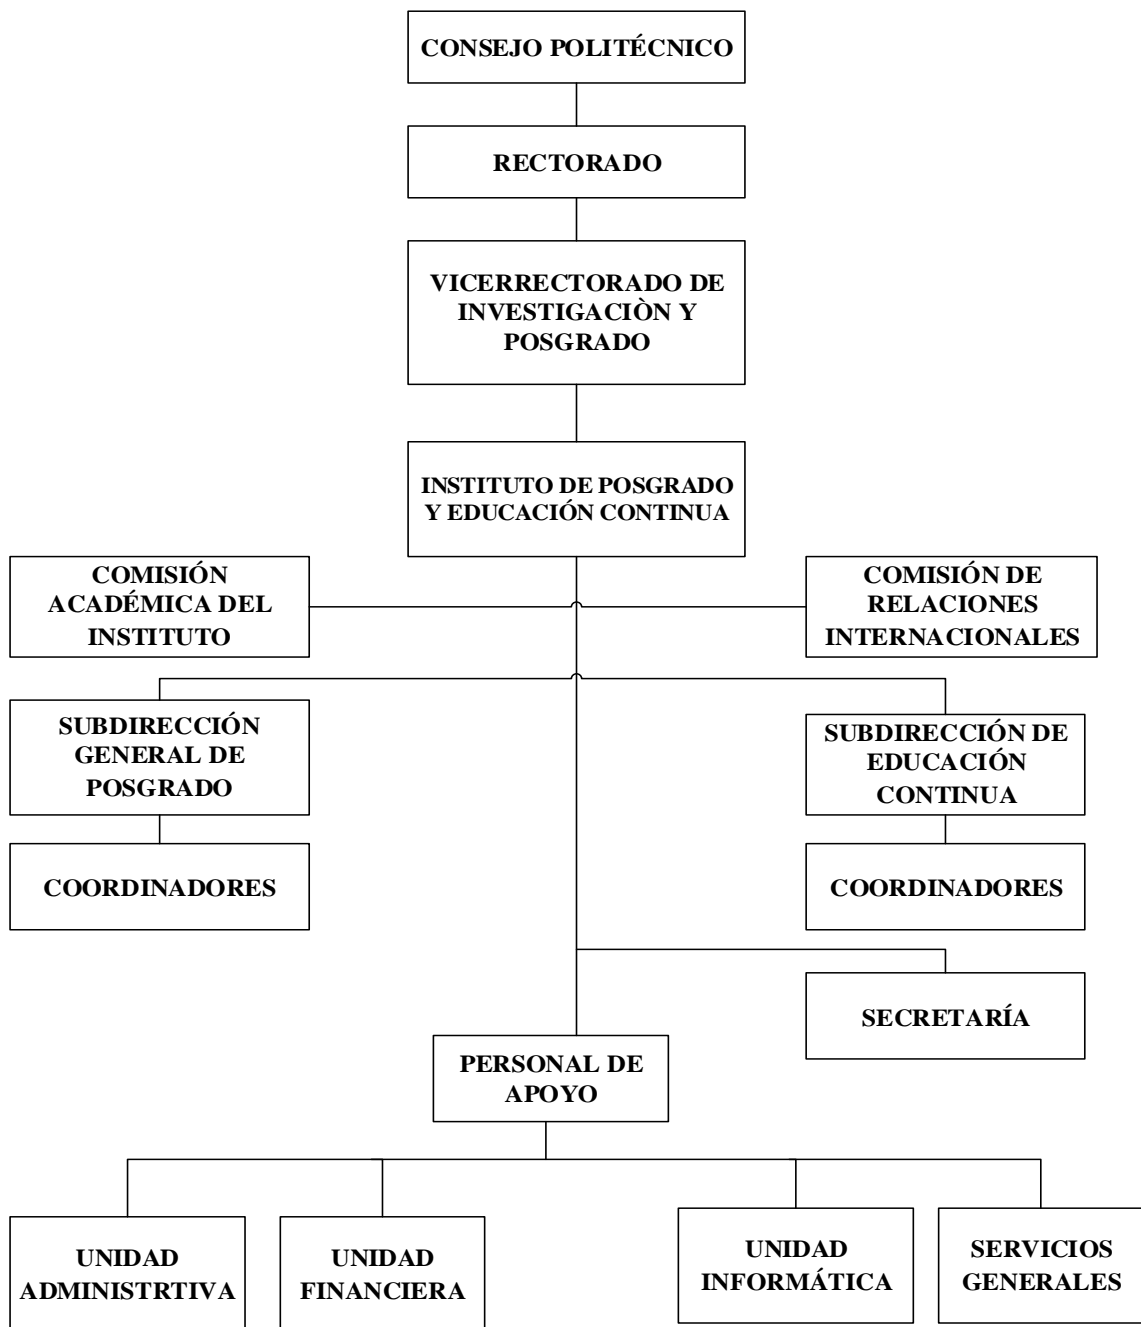 CONSEJO POLITÉCNICO
RECTORADO
VICERRECTORADO DE
INVESTIGACIÒN Y
POSGRADO
INSTITUTO DE POSGRADO
Y EDUCACIÓN CONTINUA
COMISIÓN
ACADÉMICA DEL
INSTITUTO
COMISIÓN DE
RELACIONES
INTERNACIONALES
SUBDIRECCIÓN
GENERAL DE
POSGRADO
SUBDIRECCIÓN DE
EDUCACIÓN
CONTINUA
COORDINADORES
COORDINADORES
SECRETARÍA
PERSONAL DE
APOYO
UNIDAD
ADMINISTRTIVA
UNIDAD
FINANCIERA
UNIDAD
INFORMÁTICA
SERVICIOS
GENERALES